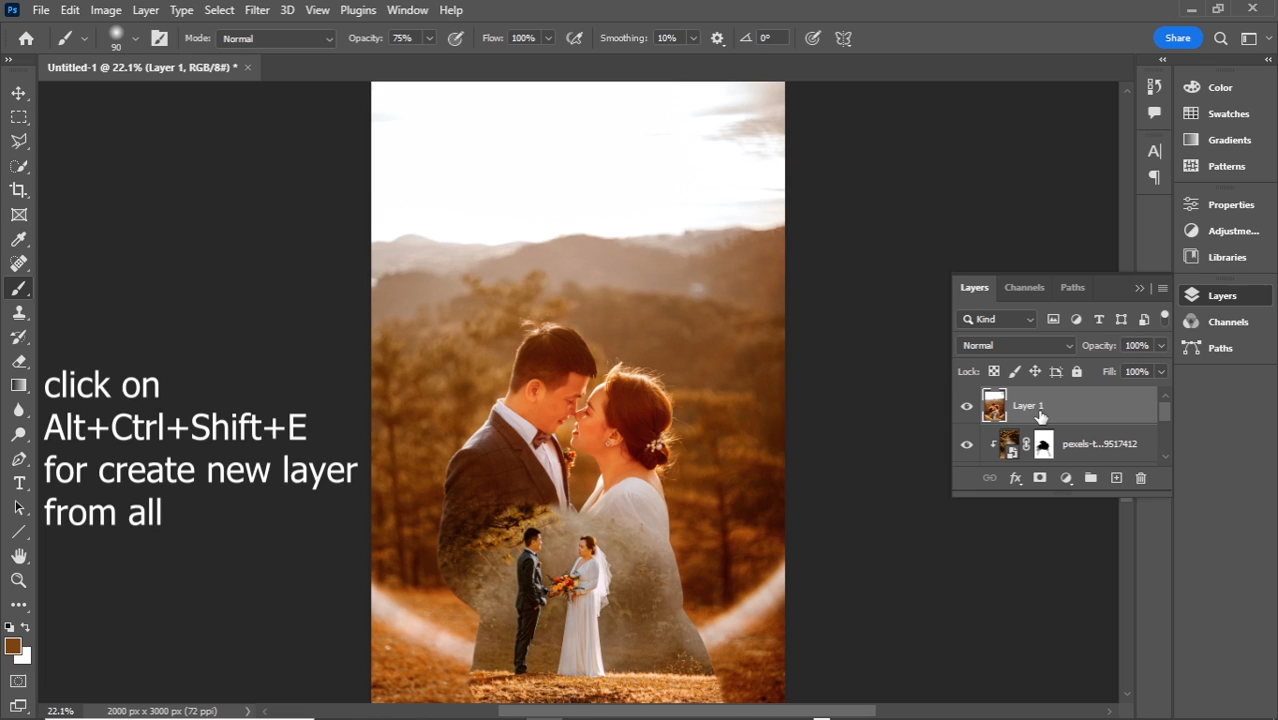 Ps File Edit Image Layer Type Select Filter 3D View Plugins Window Help
90 Mode: Normal Opacity: 75% Flow: 100% Smoothing: 10% 0° Share
Untitled-1 @ 22.1% (Layer 1, RGB/8#) * ×
Color
Swatches
Gradients
Patterns
Properties
Adjustme...
Libraries
Layers
Channels
Paths
Layers Channels Paths
Kind
Normal Opacity: 100%
Lock: Fill: 100%
Layer 1
pexels-t...9517412
fx
click on
Alt+Ctrl+Shift+E
for create new layer
from all
22.1% 2000 px x 3000 px (72 ppi)